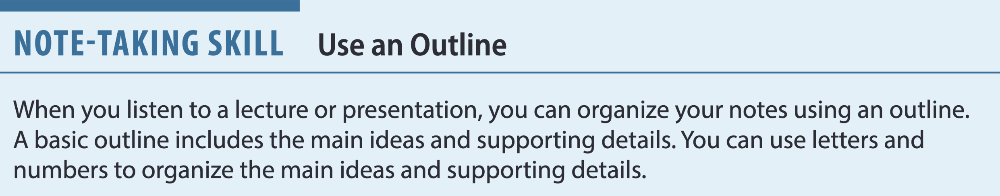 NOTE-TAKING SKILL Use an Outline
When you listen to a lecture or presentation, you can organize your notes using an outline.
A basic outline includes the main ideas and supporting details. You can use letters and
numbers to organize the main ideas and supporting details.